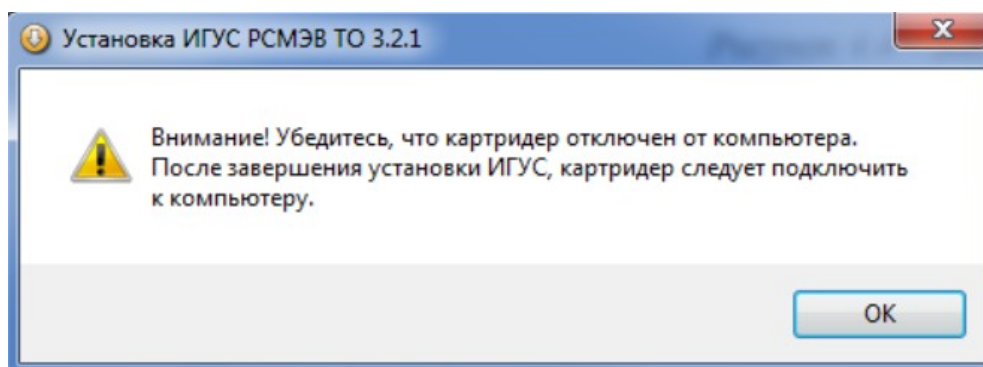 Установка ИГУС РСМЭВ ТО 3.2.1
Внимание! Убедитесь, что картридер отключен от компьютера.
После завершения установки ИГУС, картридер следует подключить
к компьютеру.
OK